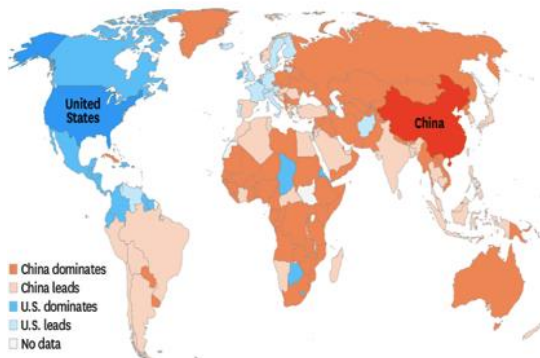 United
States
China
China dominates
China leads
U.S. dominates
U.S. leads
No data